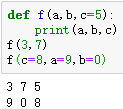 def f(a,b,c=5):
    print(a,b,c)
f(3,7)
f(c=8,a=9,b=0)
3 7 5
9 0 8